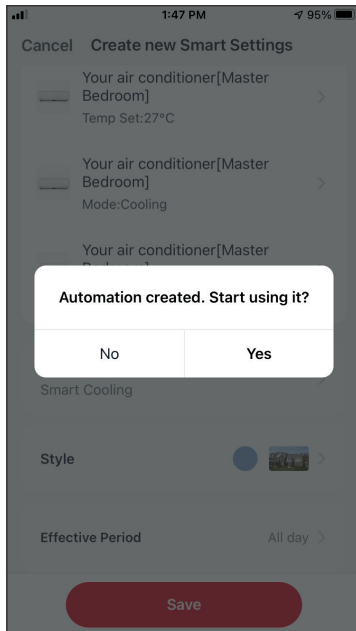 1:47 PM
95%
Cancel Create new Smart Settings
Your air conditioner[Master
Bedroom]
Temp Set:27°C
Your air conditioner[Master
Bedroom]
Mode:Cooling
Your air conditioner[Master
Automation created. Start using it?
No Yes
Smart Cooling
Style
Effective Period All day
Save